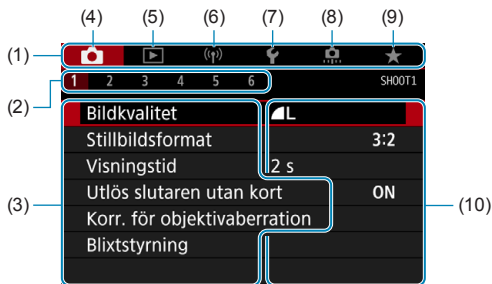 (4) (5) (6) (7) (8) (9)
(1)
(2) 1 2 3 4 5 6 SHOOT1
Bildkvalitet L
Stillbildsformat 3:2
Visningstid 2 s
(3) Utlös slutaren utan kort ON (10)
Korr. för objektivaberration
Blixtstyrning